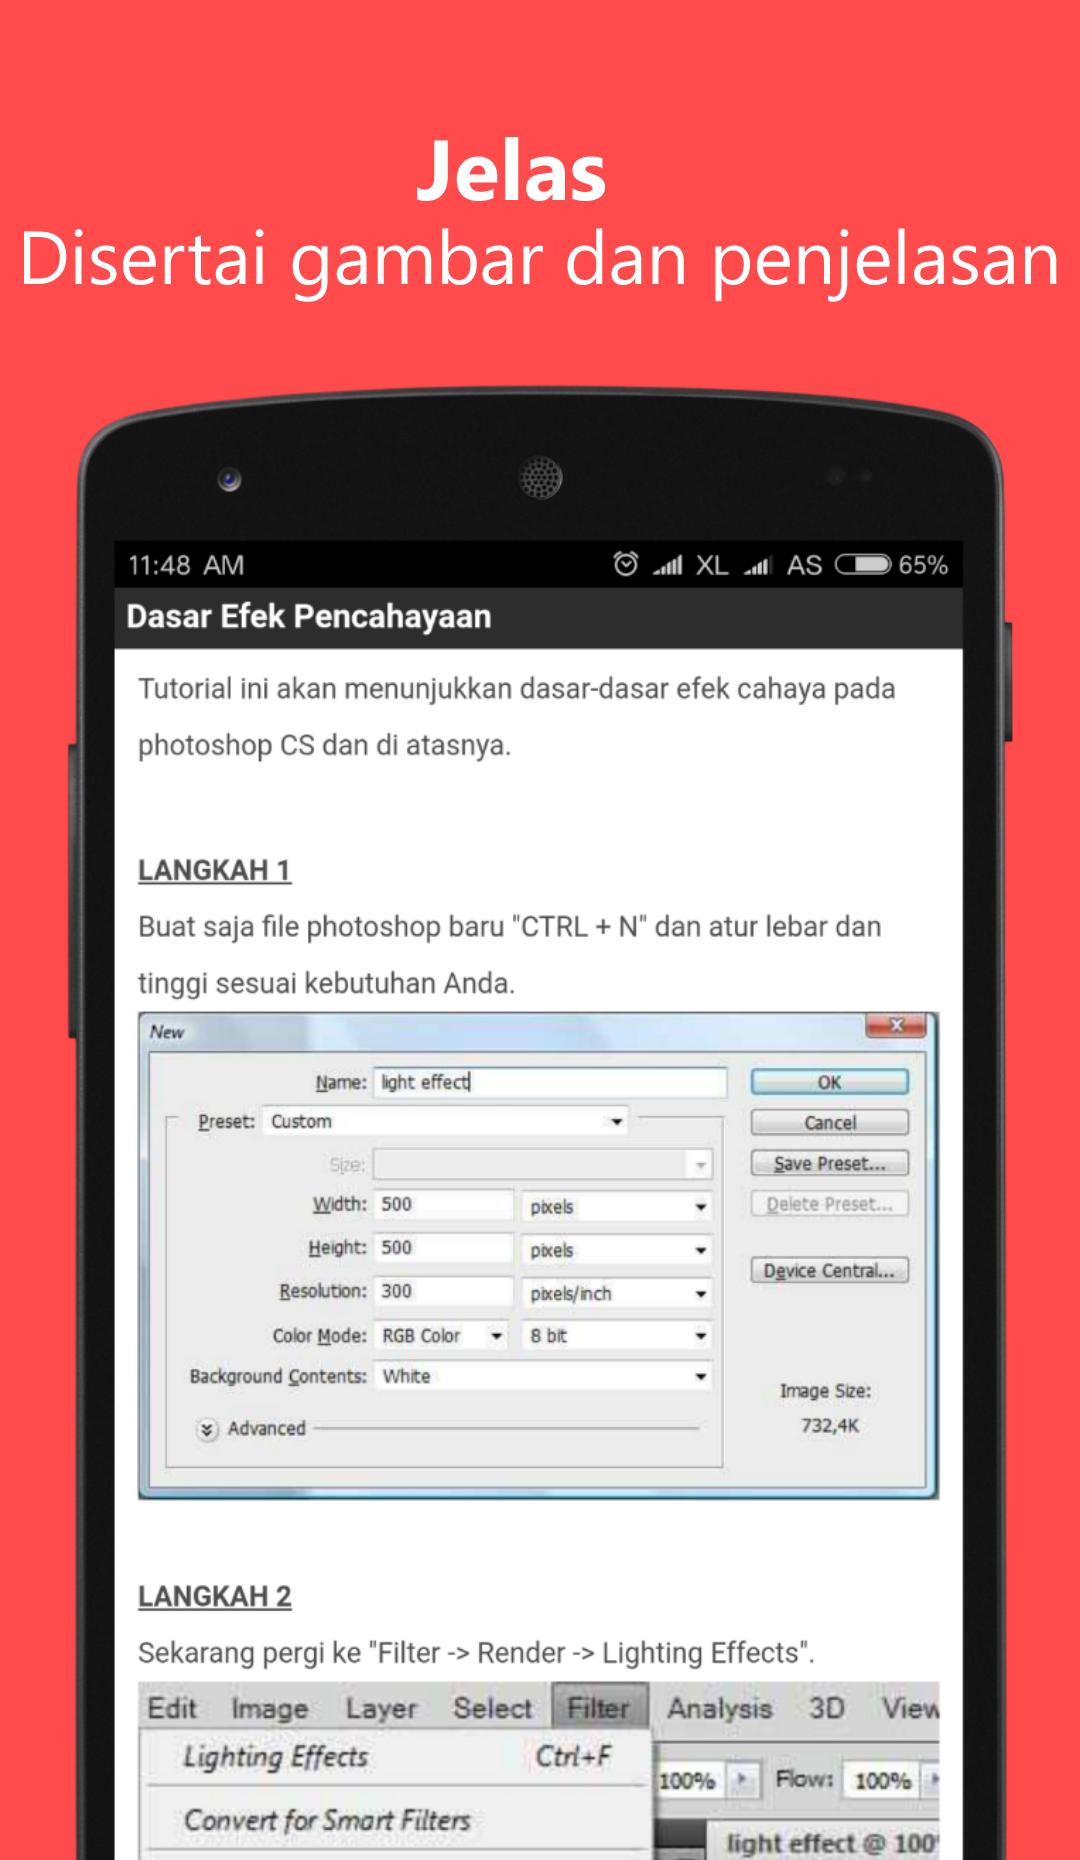 Jelas
Disertai gambar dan penjelasan
11:48 AM XL AS 65%
Dasar Efek Pencahayaan
Tutorial ini akan menunjukkan dasar-dasar efek cahaya pada
photoshop CS dan di atasnya.
LANGKAH 1
Buat saja file photoshop baru "CTRL + N" dan atur lebar dan
tinggi sesuai kebutuhan Anda.
New
Name: light effect OK
Preset: Custom Cancel
Size: Save Preset...
Width: 500 pixels Delete Preset...
Height: 500 pixels
Device Central...
Resolution: 300 pixels/inch
Color Mode: RGB Color 8 bit
Background Contents: White
Image Size:
Advanced 732,4K
LANGKAH 2
Sekarang pergi ke "Filter -> Render -> Lighting Effects".
Edit Image Layer Select Filter Analysis 3D View
Lighting Effects Ctrl+F
100% Flow: 100%
Convert for Smart Filters
light effect @ 100